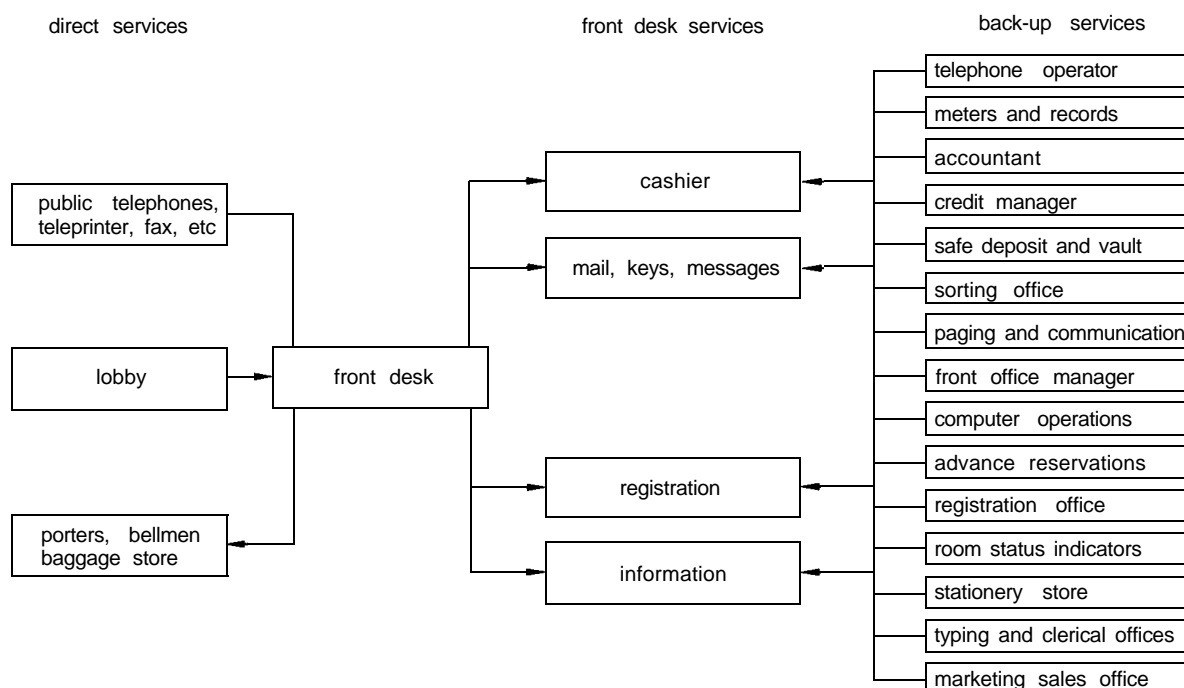 direct services
front desk services
back-up services
public telephones,
teleprinter, fax, etc
lobby
porters, bellmen
baggage store
front desk
cashier
mail, keys, messages
registration
information
telephone operator
meters and records
accountant
credit manager
safe deposit and vault
sorting office
paging and communication
front office manager
computer operations
advance reservations
registration office
room status indicators
stationery store
typing and clerical offices
marketing sales office